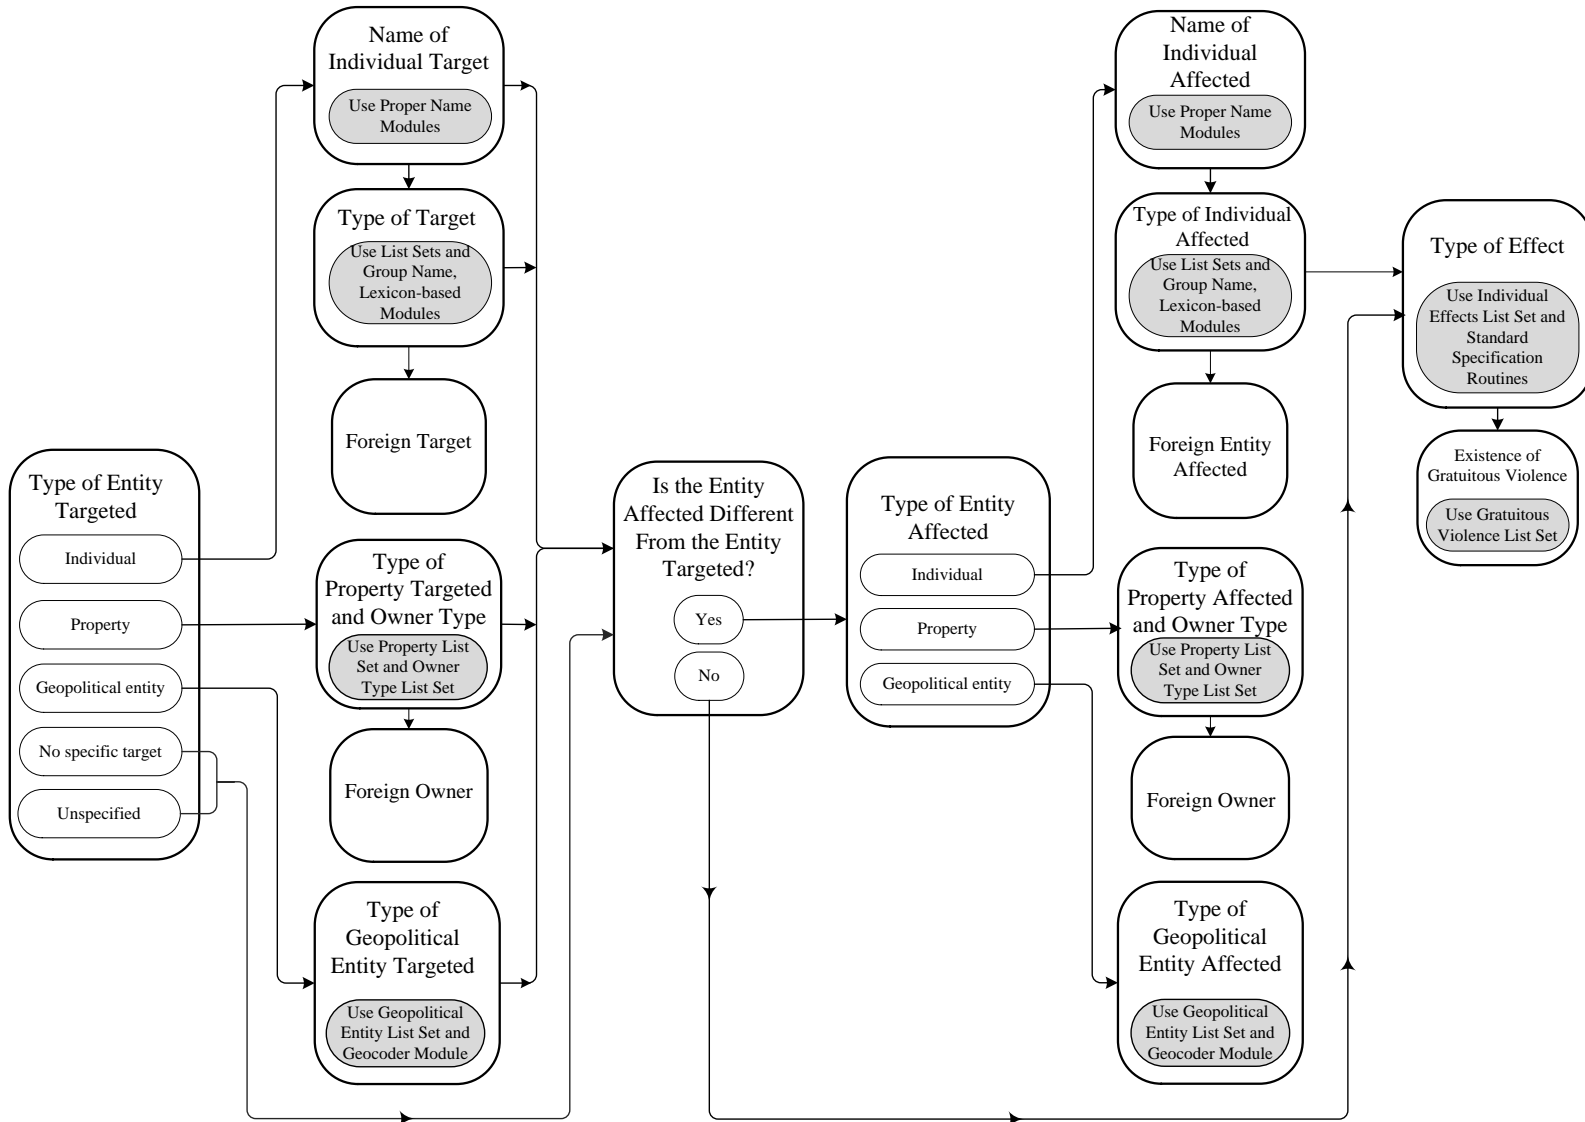 Type of Entity
Targeted
Individual
Property
Geopolitical entity
No specific target
Unspecified
Name of
Individual Target
Use Proper Name
Modules
Type of Target
Use List Sets and
Group Name,
Lexicon-based
Modules
Foreign Target
Type of
Property Targeted
and Owner Type
Use Property List
Set and Owner
Type List Set
Foreign Owner
Type of
Geopolitical
Entity Targeted
Use Geopolitical
Entity List Set and
Geocoder Module
Is the Entity
Affected Different
From the Entity
Targeted?
Yes
No
Type of Entity
Affected
Individual
Property
Geopolitical entity
Name of
Individual
Affected
Use Proper Name
Modules
Type of Individual
Affected
Use List Sets and
Group Name,
Lexicon-based
Modules
Foreign Entity
Affected
Type of
Property Affected
and Owner Type
Use Property List
Set and Owner
Type List Set
Foreign Owner
Type of
Geopolitical
Entity Affected
Use Geopolitical
Entity List Set and
Geocoder Module
Type of Effect
Use Individual
Effects List Set and
Standard
Specification
Routines
Existence of
Gratuitous Violence
Use Gratuitous
Violence List Set